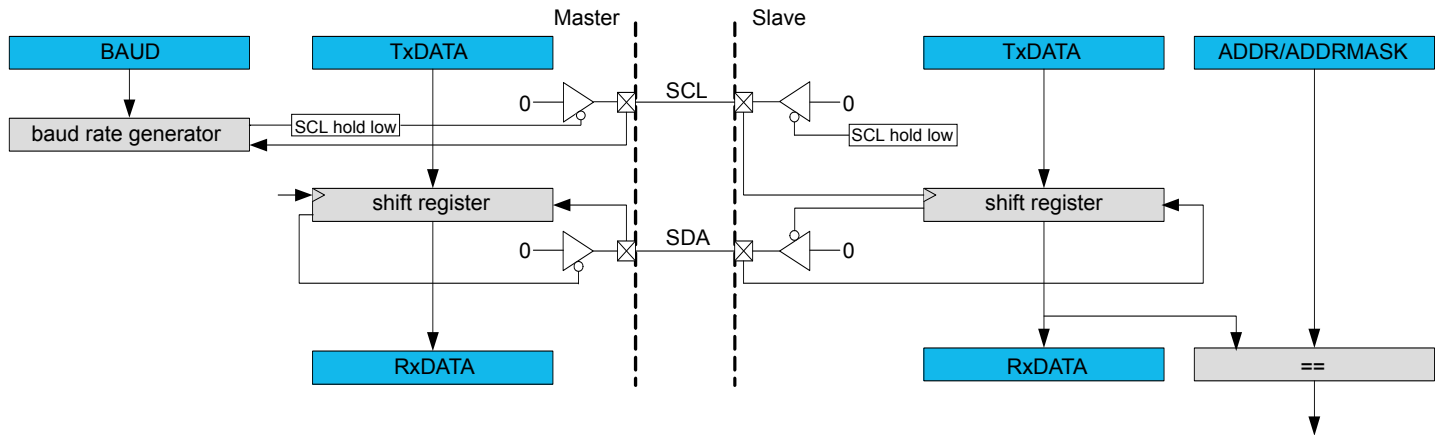 Master
Slave
BAUD
TxDATA
TxDATA
ADDR/ADDRMASK
0
SCL
0
baud rate generator
SCL hold low
SCL hold low
shift register
shift register
0
SDA
0
RxDATA
RxDATA
==